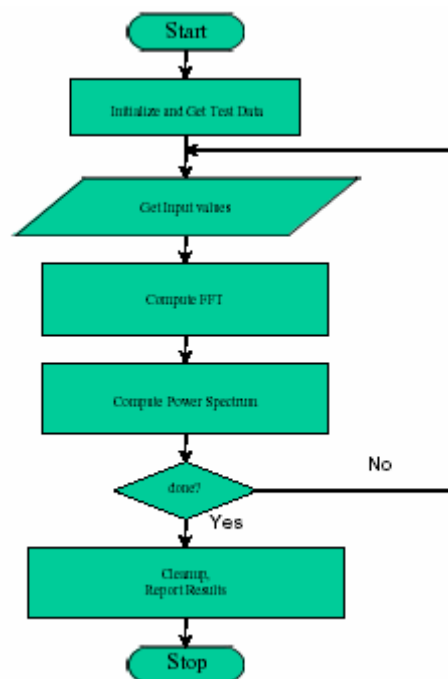 Start
Initialize and Get Test Data
Get Input values
Compute FFT
Compute Power Spectrum
done?
No
Yes
Cleanup,
Report Results
Stop